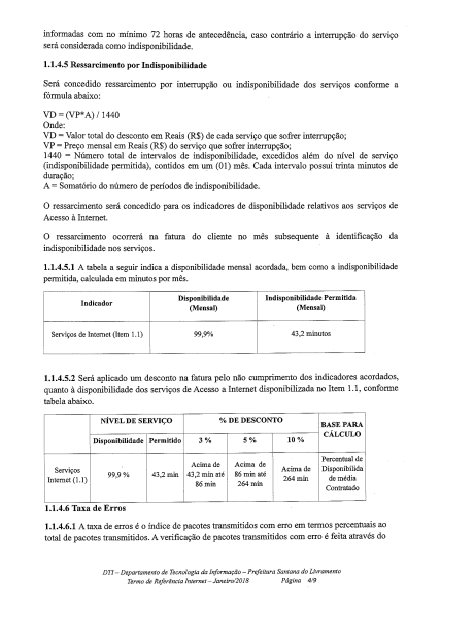 informadas com no mínimo 72 horas de antecedência, caso contrário a interrupção do serviço
será considerada como indisponibilidade.
1.1.4.5 Ressarcimento por Indisponibilidade
Será concedido ressarcimento por interrupção ou indisponibilidade dos serviços conforme a
fórmula abaixo:
VD = (VP*A) / 1440
Onde:
VD = Valor total do desconto em Reais (R$) de cada serviço que sofrer interrupção;
VP = Preço mensal em Reais (R$) do serviço que sofrer interrupção;
1440 = Número total de intervalos de indisponibilidade, excedidos além do nível de serviço
(indisponibilidade permitida), contidos em um (01) mês. Cada intervalo possui trinta minutos de
duração;
A = Somatório do número de períodos de indisponibilidade.
O ressarcimento será concedido para os indicadores de disponibilidade relativos aos serviços de
Acesso à Internet.
O ressarcimento ocorrerá na fatura do cliente no mês subsequente à identificação da
indisponibilidade nos serviços.
1.1.4.5.1 A tabela a seguir indica a disponibilidade mensal acordada, bem como a indisponibilidade
permitida, calculada em minutos por mês.
Indicador
Disponibilidade
(Mensal)
Indisponibilidade Permitida
(Mensal)
Serviços de Internet (Item 1.1)
99,9%
43,2 minutos
1.1.4.5.2 Será aplicado um desconto na fatura pelo não cumprimento dos indicadores acordados,
quanto à disponibilidade dos serviços de Acesso a Internet disponibilizada no Item 1.1, conforme
tabela abaixo.
NÍVEL DE SERVIÇO
% DE DESCONTO
BASE PARA
CÁLCULO
Disponibilidade
Permitido
3 %
5 %
10 %
Serviços
Internet (1.1)
99,9 %
43,2 min
Acima de
43,2 min até
86 min
Acima de
86 min até
264 min
Acima de
264 min
Percentual de
Disponibilida
de média
Contratado
1.1.4.6 Taxa de Erros
1.1.4.6.1 A taxa de erros é o índice de pacotes transmitidos com erro em termos percentuais ao
total de pacotes transmitidos. A verificação de pacotes transmitidos com erro é feita através do
DTI – Departamento de Tecnologia da Informação – Prefeitura Santana do Livramento
Termo de Referência Internet – Janeiro/2018 Página 4/9